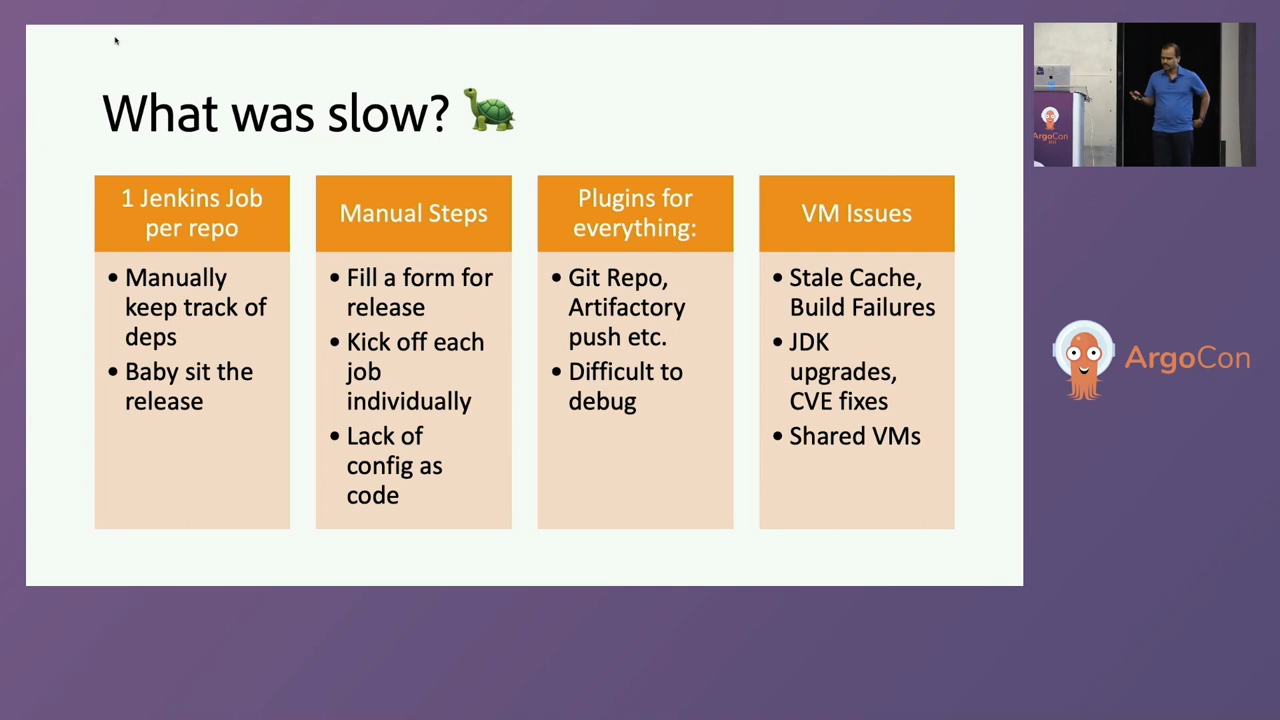 What was slow?
1 Jenkins Job
per repo
• Manually
keep track of
deps
• Baby sit the
release
Manual Steps
• Fill a form for
release
• Kick off each
job
individually
• Lack of
config as
code
Plugins for
everything:
• Git Repo,
Artifactory
push etc.
• Difficult to
debug
VM Issues
• Stale Cache,
Build Failures
• JDK
upgrades,
CVE fixes
• Shared VMs
ArgoCon
ArgoCon